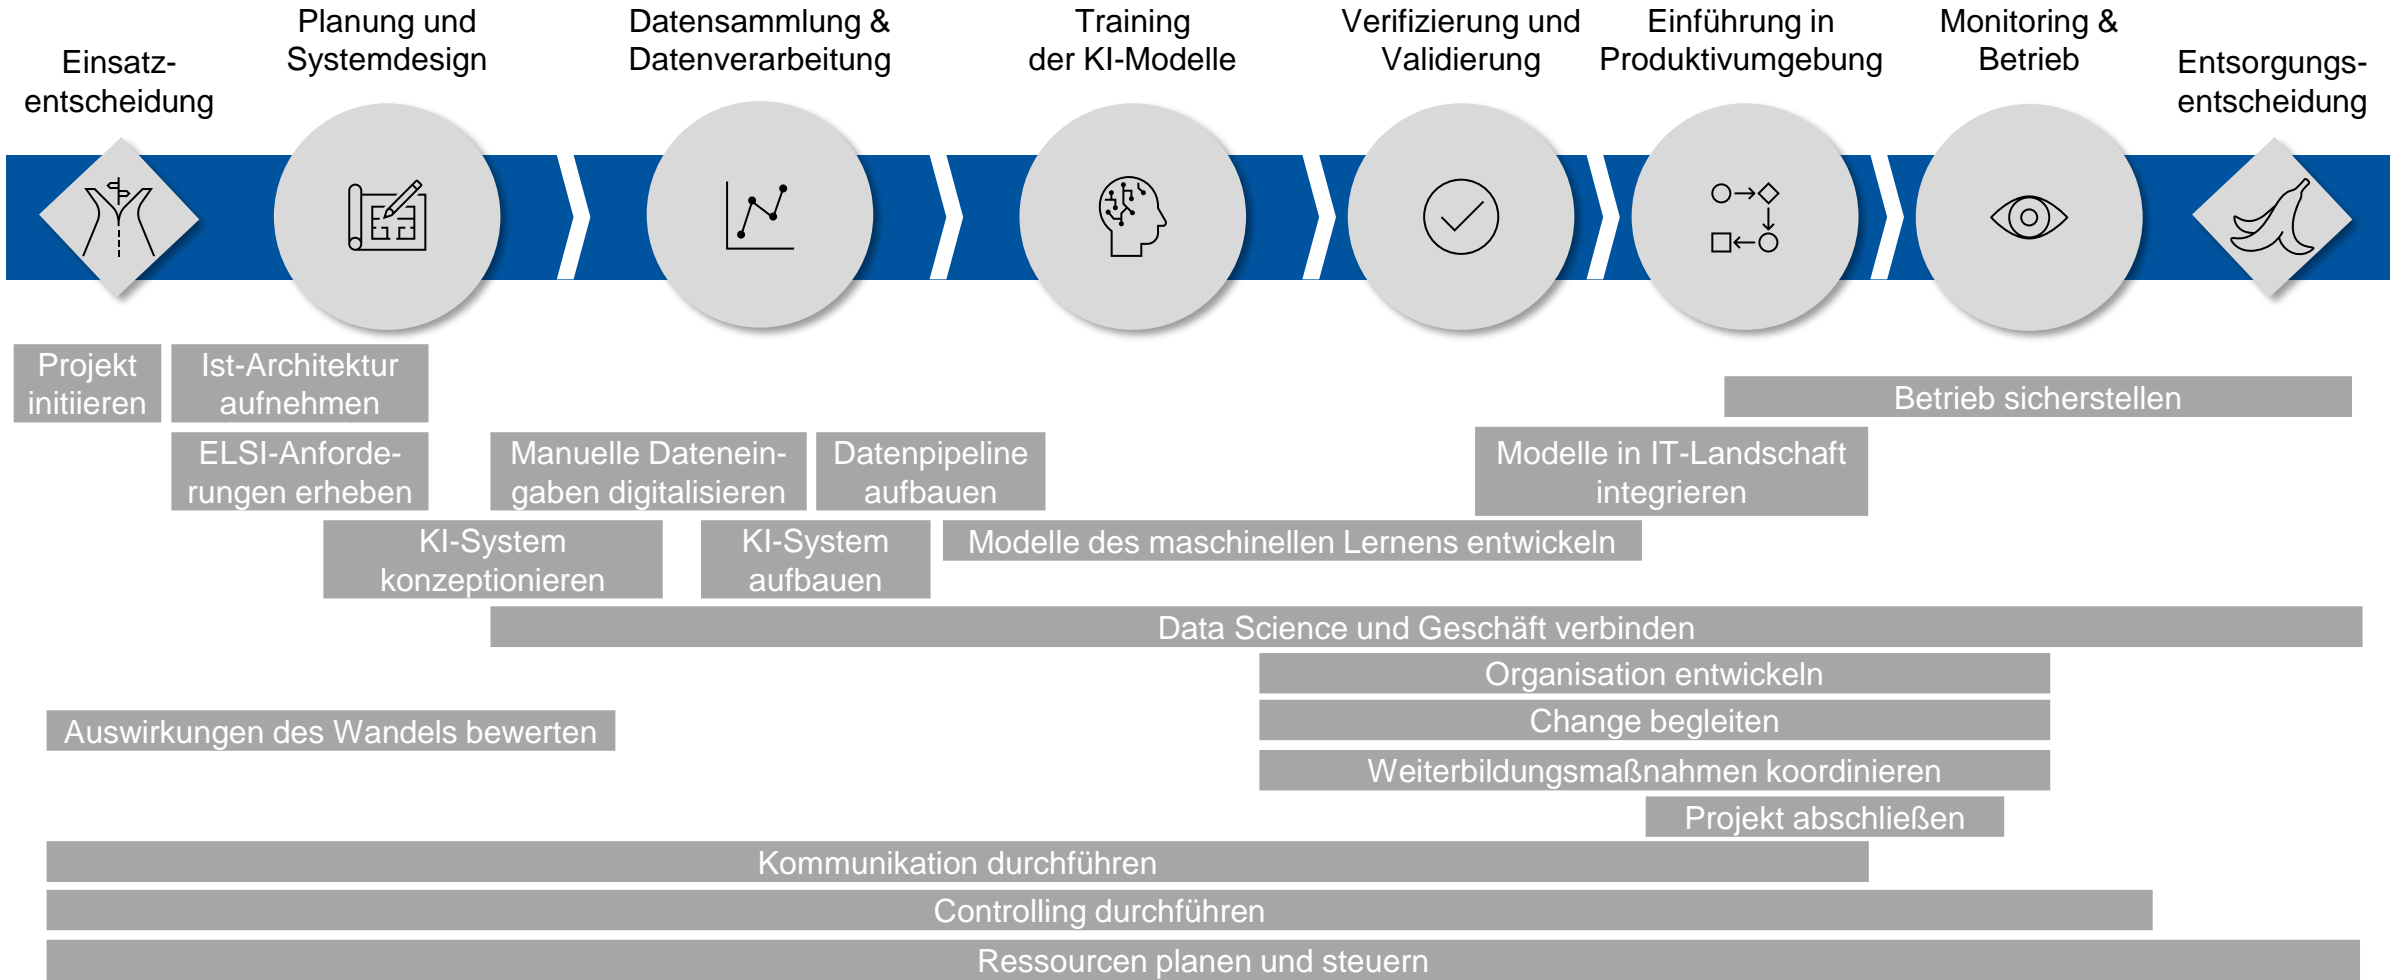 Einsatz-
entscheidung
Planung und
Systemdesign
Datensammlung &
Datenverarbeitung
Training
der KI-Modelle
Verifizierung und
Validierung
Einführung in
Produktivumgebung
Monitoring &
Betrieb
Entsorgungs-
entscheidung
Projekt
initiieren
Ist-Architektur
aufnehmen
Betrieb sicherstellen
ELSI-Anforde-
rungen erheben
Manuelle Datenein-
gaben digitalisieren
Datenpipeline
aufbauen
Modelle in IT-Landschaft
integrieren
KI-System
konzeptionieren
KI-System
aufbauen
Modelle des maschinellen Lernens entwickeln
Data Science und Geschäft verbinden
Organisation entwickeln
Auswirkungen des Wandels bewerten
Change begleiten
Weiterbildungsmaßnahmen koordinieren
Projekt abschließen
Kommunikation durchführen
Controlling durchführen
Ressourcen planen und steuern